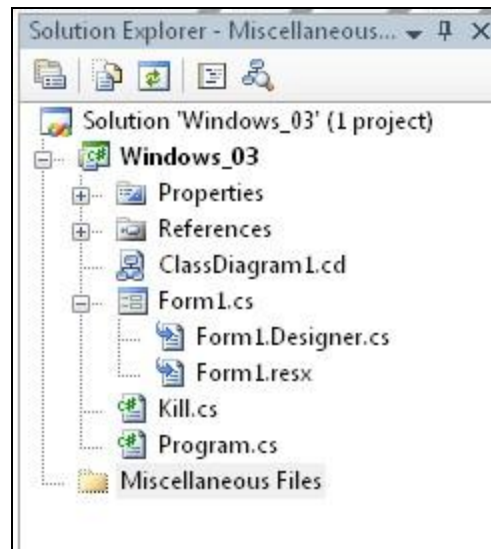 Solution Explorer - Miscellaneous...
Solution 'Windows_03' (1 project)
Windows_03
Properties
References
ClassDiagram1.cd
Form1.cs
Form1.Designer.cs
Form1.resx
Kill.cs
Program.cs
Miscellaneous Files